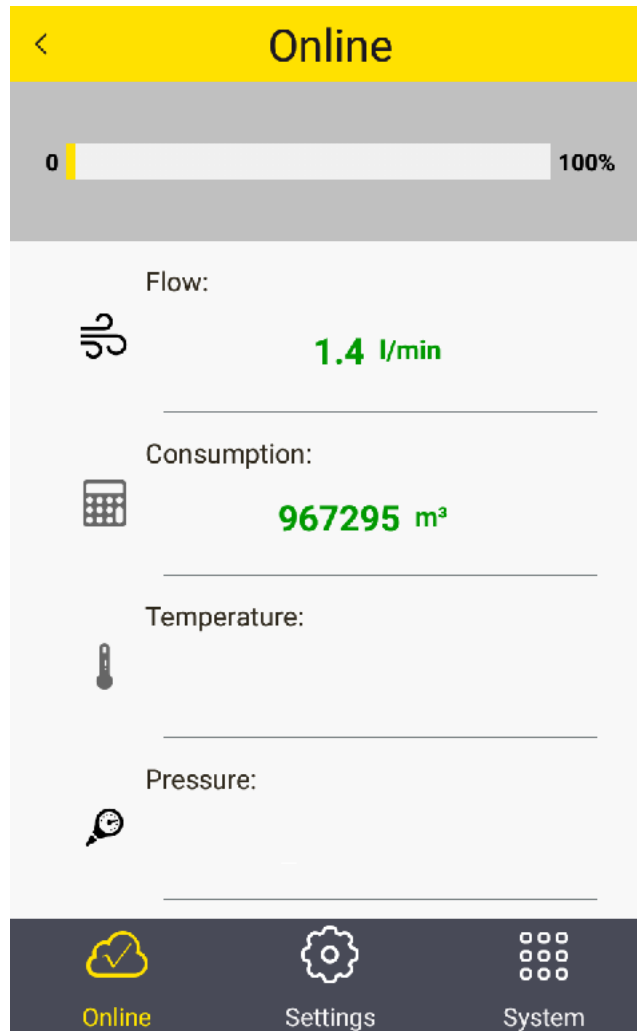 Online
0 100%
Flow:
1.4 l/min
Consumption:
967295 m³
Temperature:
Pressure:
Online Settings System